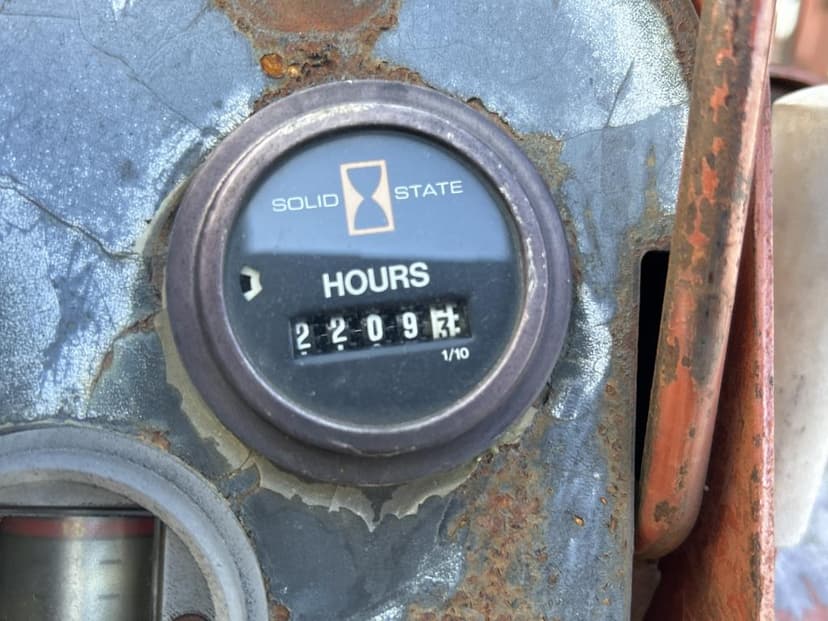 SOLID STATE
HOURS
2209
1/10